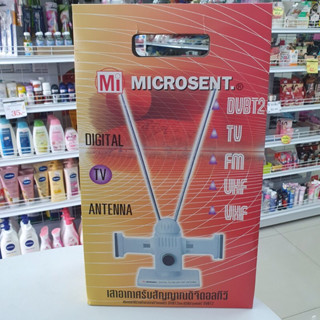 Mi MICROSENT.®
DVBT2
DIGITAL
TV
TV
FM
ANTENNA
UHF
VHF
เสาอากาศรับสัญญาณดิจิตอลทีวี